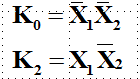 K₀ = X̅₁X̅₂
K₂ = X₁X̅₂